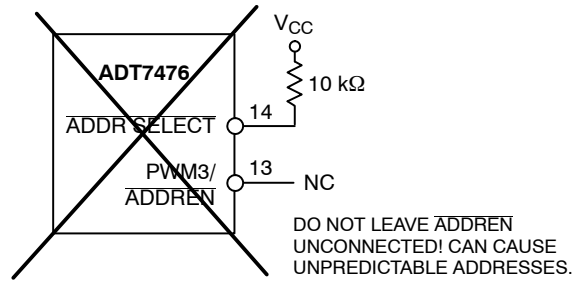 V_CC
ADT7476
10 kΩ
14
ADDR SELECT
13
PWM3/
ADDREN
NC
DO NOT LEAVE ADDREN
UNCONNECTED! CAN CAUSE
UNPREDICTABLE ADDRESSES.